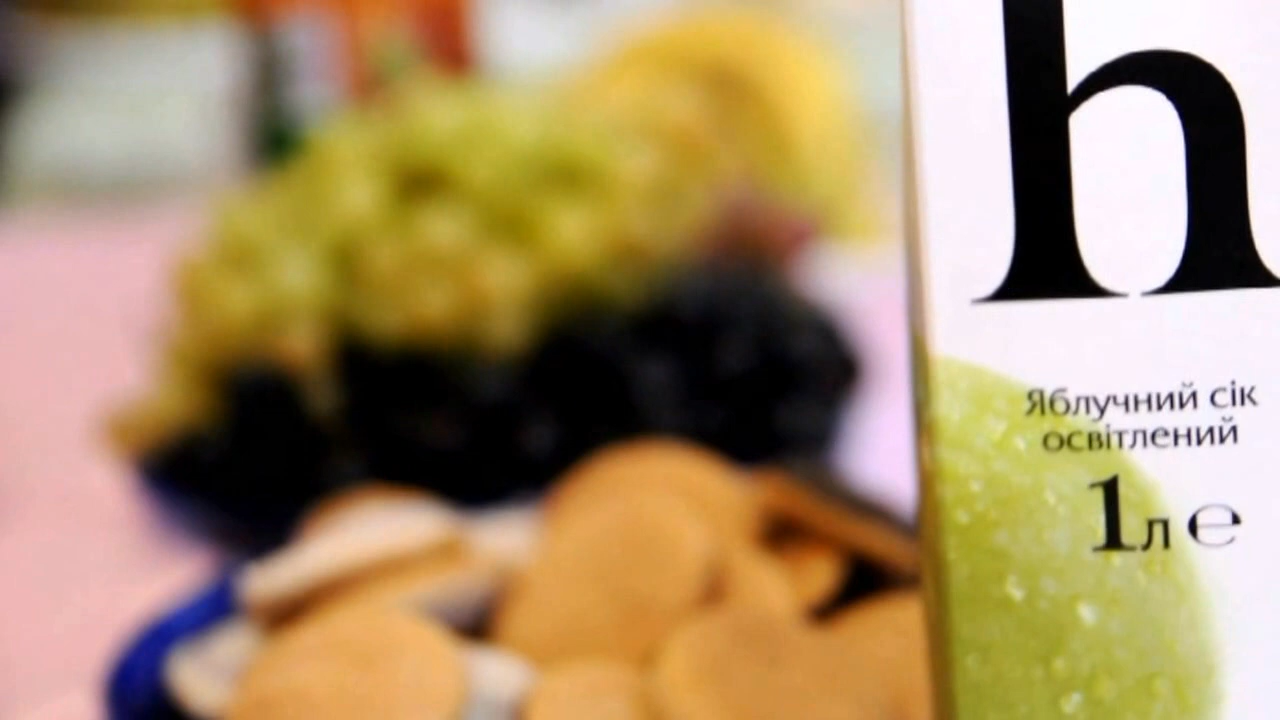 h
Яблучний сік
освітлений
1л ℮